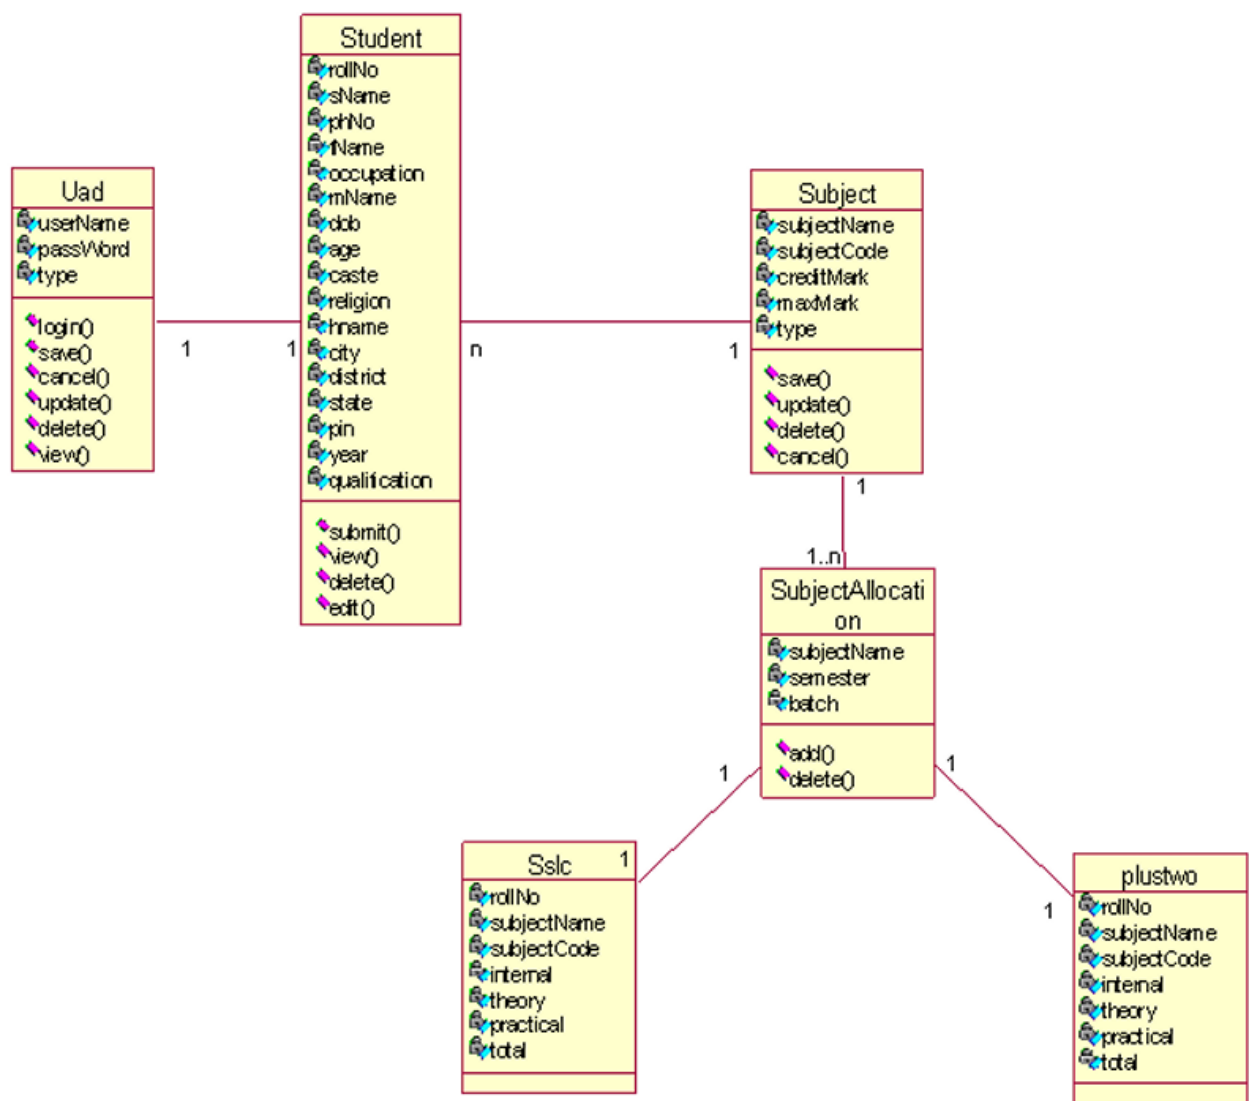 Student
rollNo
sName
phNo
fName
occupation
mName
dob
age
caste
religion
hname
city
district
state
pin
year
qualification
submit()
view()
delete()
edit()
Uad
userName
passWord
type
login()
save()
cancel()
update()
delete()
view()
1
1
n
1
Subject
subjectName
subjectCode
creditMark
maxMark
type
save()
update()
delete()
cancel()
1
1..n
SubjectAllocati
on
subjectName
semester
batch
add()
delete()
1
1
Sslc
1
rollNo
subjectName
subjectCode
internal
theory
practical
total
plustwo
1
rollNo
subjectName
subjectCode
internal
theory
practical
total